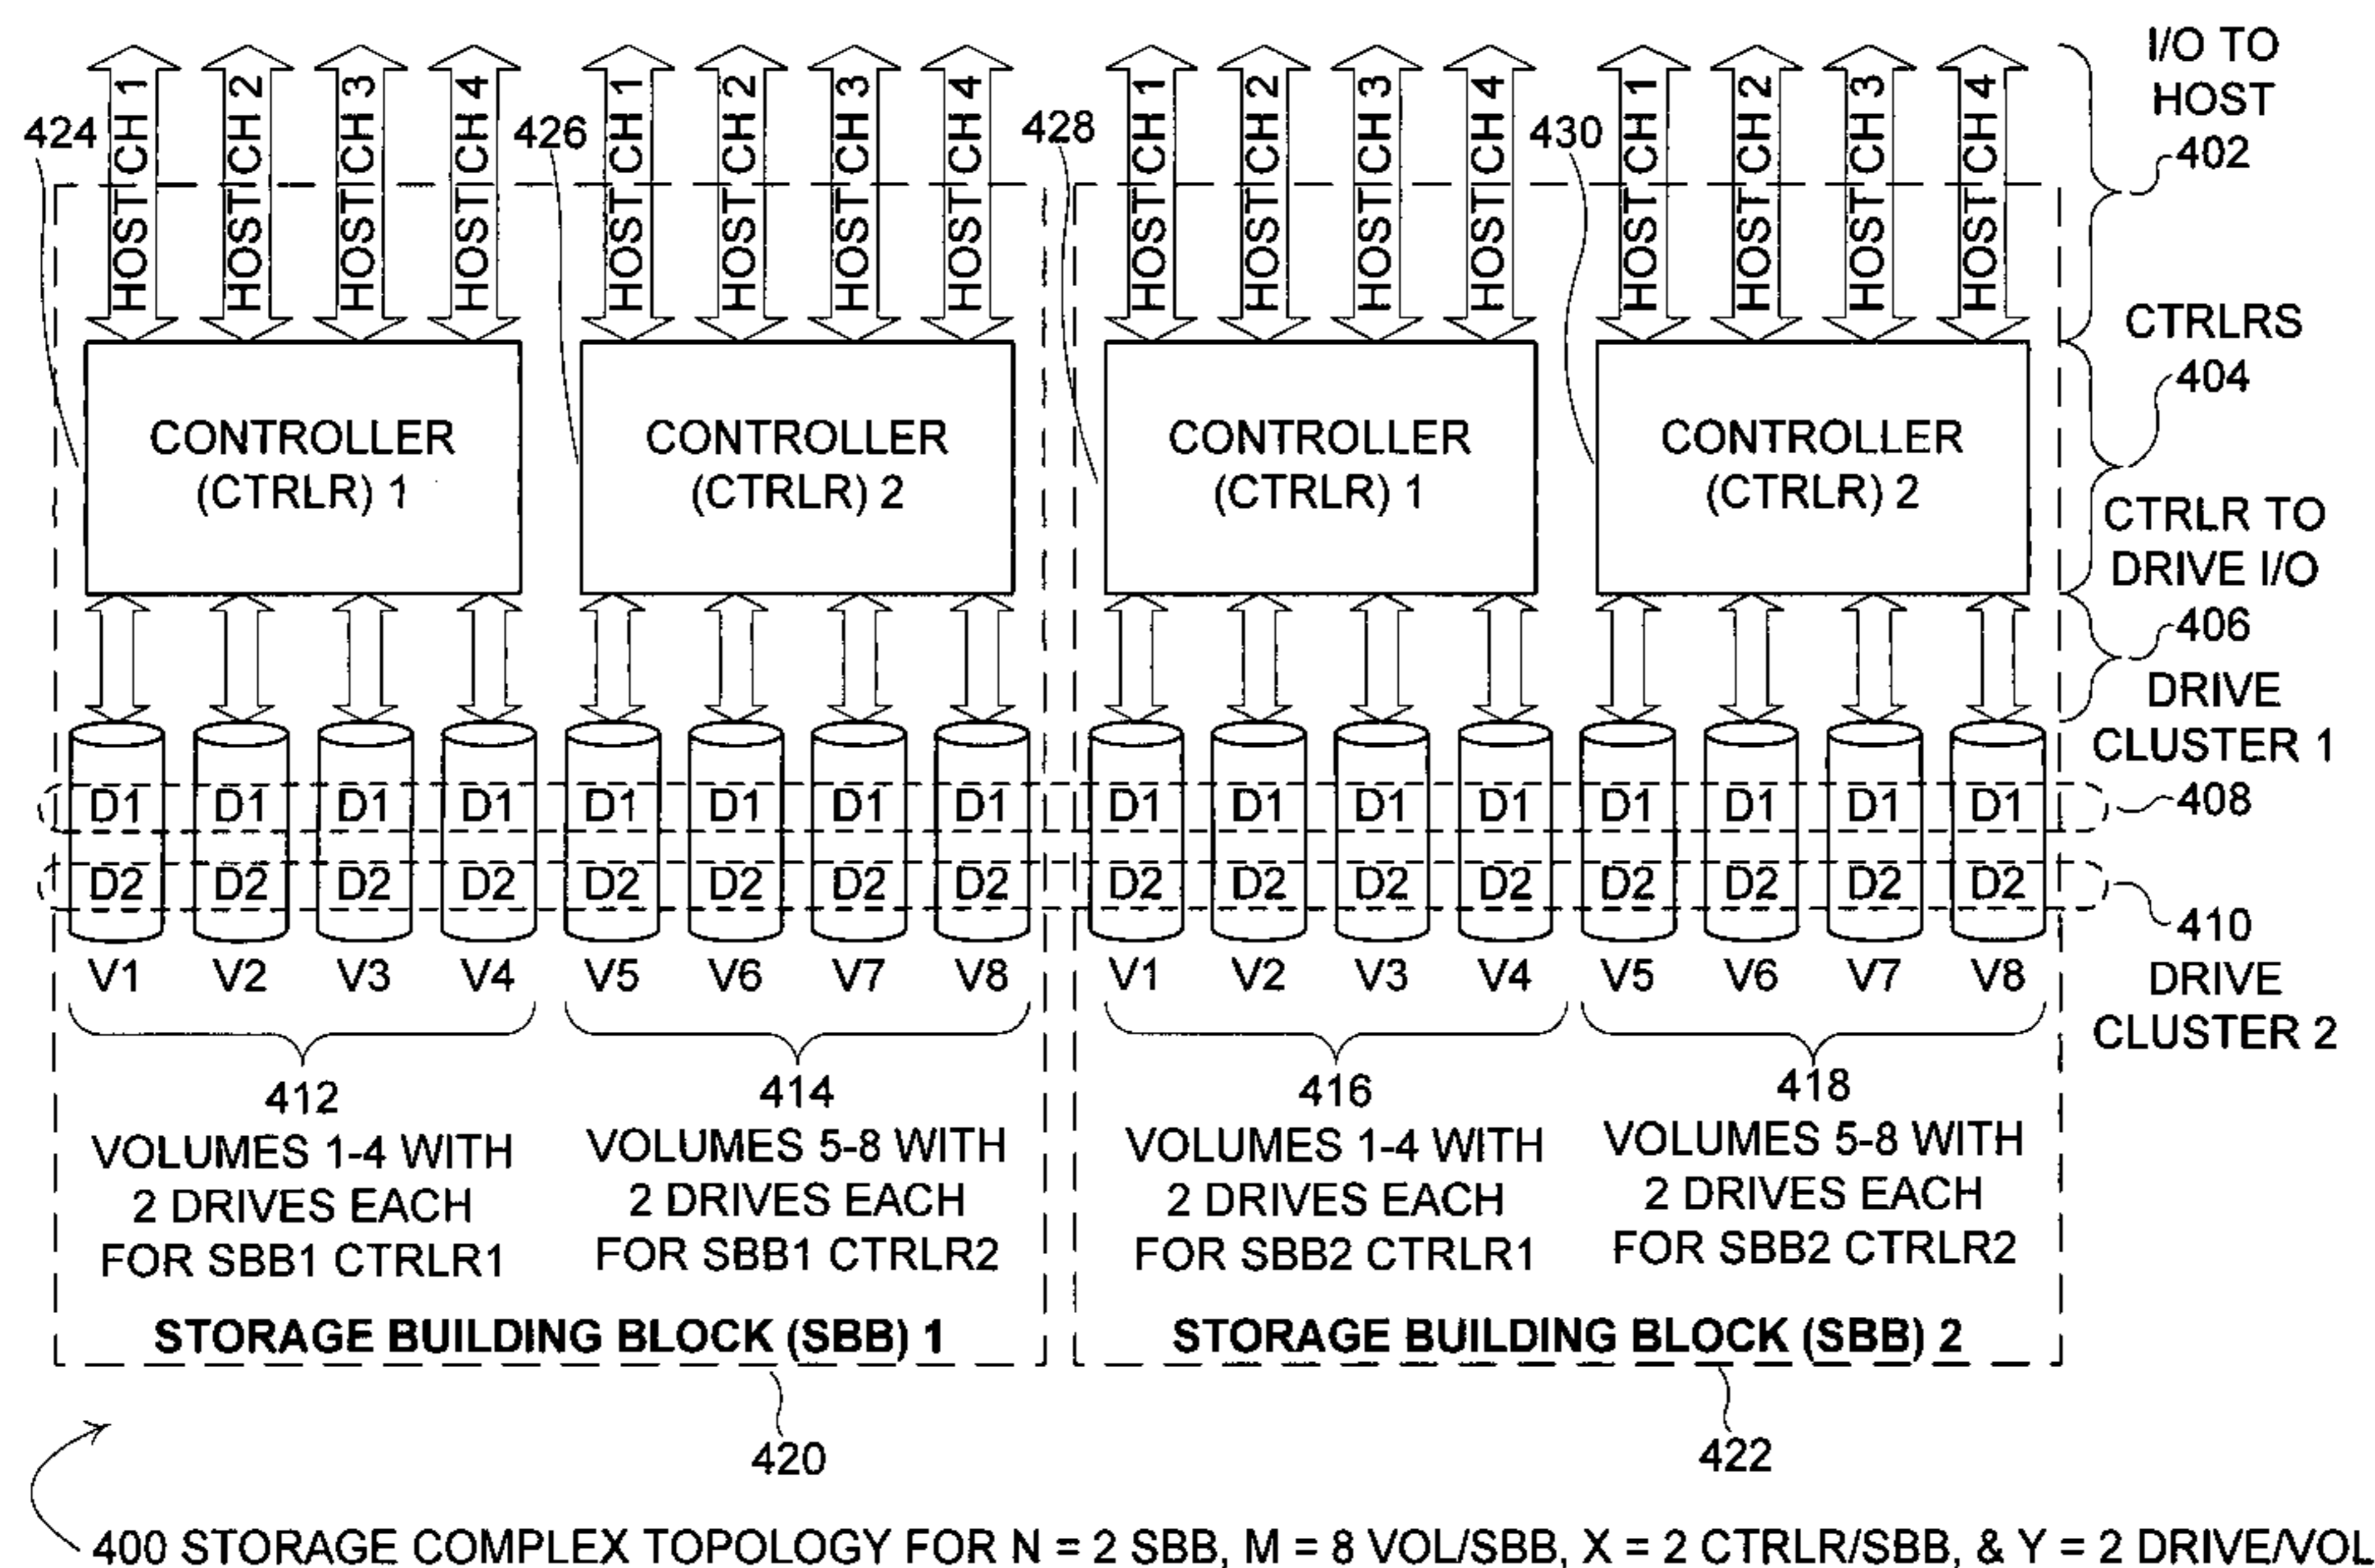 I/O TO
HOST
402
HOST CH 1
HOST CH 2
HOST CH 3
HOST CH 4
HOST CH 1
HOST CH 2
HOST CH 3
HOST CH 4
HOST CH 1
HOST CH 2
HOST CH 3
HOST CH 4
HOST CH 1
HOST CH 2
HOST CH 3
HOST CH 4
424
426
428
430
CTRLRS
404
CONTROLLER
(CTRLR) 1
CONTROLLER
(CTRLR) 2
CONTROLLER
(CTRLR) 1
CONTROLLER
(CTRLR) 2
CTRLR TO
DRIVE I/O
406
DRIVE
CLUSTER 1
408
D1 D1 D1 D1 D1 D1 D1 D1 D1 D1 D1 D1 D1 D1 D1 D1
D2 D2 D2 D2 D2 D2 D2 D2 D2 D2 D2 D2 D2 D2 D2 D2
410
DRIVE
CLUSTER 2
V1 V2 V3 V4 V5 V6 V7 V8 V1 V2 V3 V4 V5 V6 V7 V8
412
VOLUMES 1-4 WITH
2 DRIVES EACH
FOR SBB1 CTRLR1
414
VOLUMES 5-8 WITH
2 DRIVES EACH
FOR SBB1 CTRLR2
416
VOLUMES 1-4 WITH
2 DRIVES EACH
FOR SBB2 CTRLR1
418
VOLUMES 5-8 WITH
2 DRIVES EACH
FOR SBB2 CTRLR2
STORAGE BUILDING BLOCK (SBB) 1
STORAGE BUILDING BLOCK (SBB) 2
420
422
400 STORAGE COMPLEX TOPOLOGY FOR N = 2 SBB, M = 8 VOL/SBB, X = 2 CTRLR/SBB, & Y = 2 DRIVE/VOL